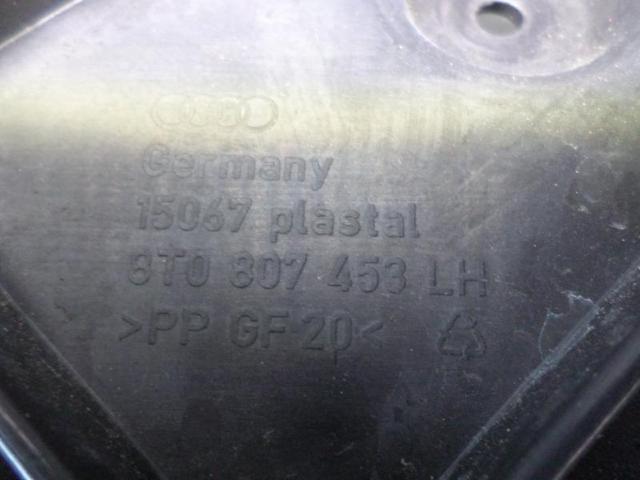 Germany
15067 plastal
8T0 807 453 LH
>PP GF 20<